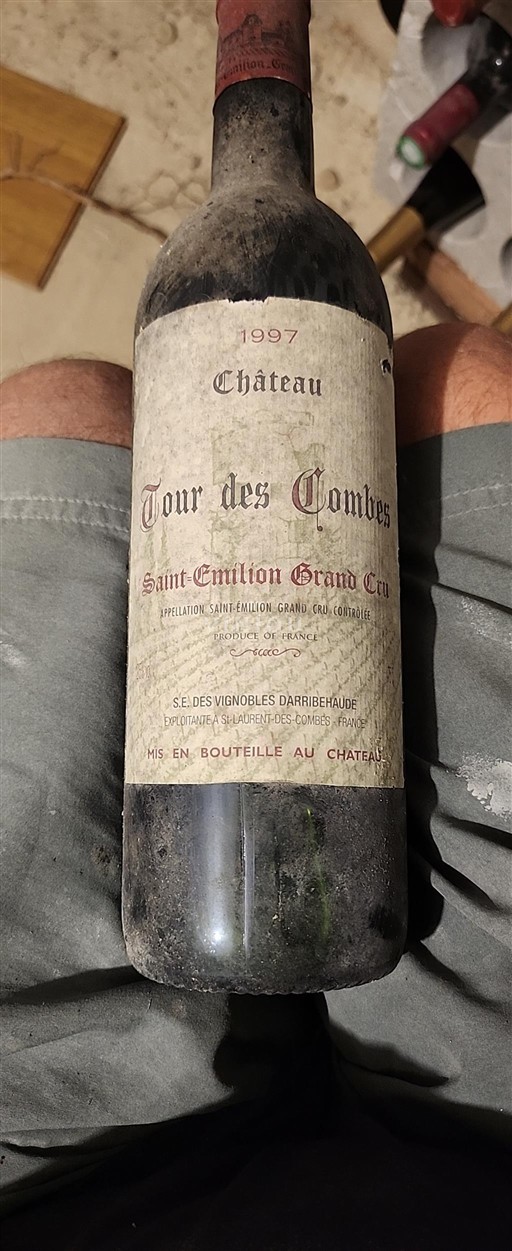 1997
Château
Tour des Combes
Saint-Emilion Grand Cru
APPELLATION SAINT-ÉMILION GRAND CRU CONTRÔLÉE
PRODUCE OF FRANCE
S.E. DES VIGNOBLES DARRIBEHAUDE
EXPLOITANTE A St-LAURENT-DES-COMBES - FRANCE
MIS EN BOUTEILLE AU CHATEAU